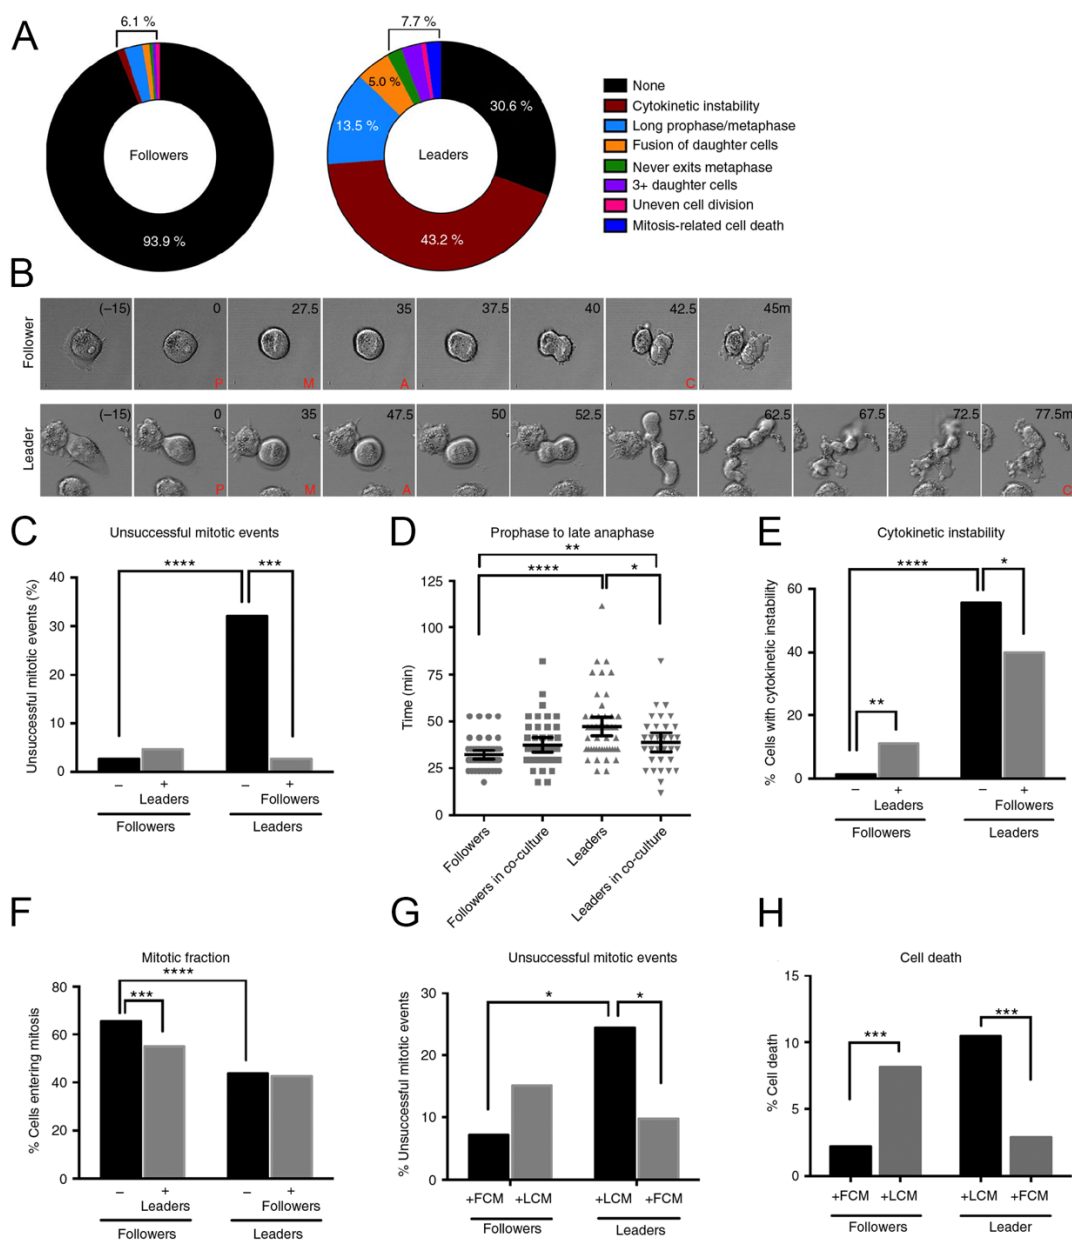 A
6.1 %
7.7 %
Followers
93.9 %
Leaders
30.6 %
5.0 %
13.5 %
43.2 %
None
Cytokinetic instability
Long prophase/metaphase
Fusion of daughter cells
Never exits metaphase
3+ daughter cells
Uneven cell division
Mitosis-related cell death
B
Follower
(−15) 0 27.5 35 37.5 40 42.5 45m
P M A C
Leader
(−15) 0 35 47.5 50 52.5 57.5 62.5 67.5 72.5 77.5m
P M A C
C
Unsuccessful mitotic events
Unsuccessful mitotic events (%)
40
30
20
10
0
**** ***
− + − +
Leaders Followers
Followers Leaders
D
Prophase to late anaphase
Time (min)
125
100
75
50
25
0
**
**** *
Followers
Followers in co-culture
Leaders
Leaders in co-culture
E
Cytokinetic instability
% Cells with cytokinetic instability
60
40
20
0
**** *
**
− + − +
Leaders Followers
Followers Leaders
F
Mitotic fraction
% Cells entering mitosis
80
60
40
20
0
****
***
− + − +
Leaders Followers
Followers Leaders
G
Unsuccessful mitotic events
% Unsuccessful mitotic events
30
20
10
0
* *
+FCM +LCM +LCM +FCM
Followers Leaders
H
Cell death
% Cell death
15
10
5
0
*** ***
+FCM +LCM +LCM +FCM
Followers Leader